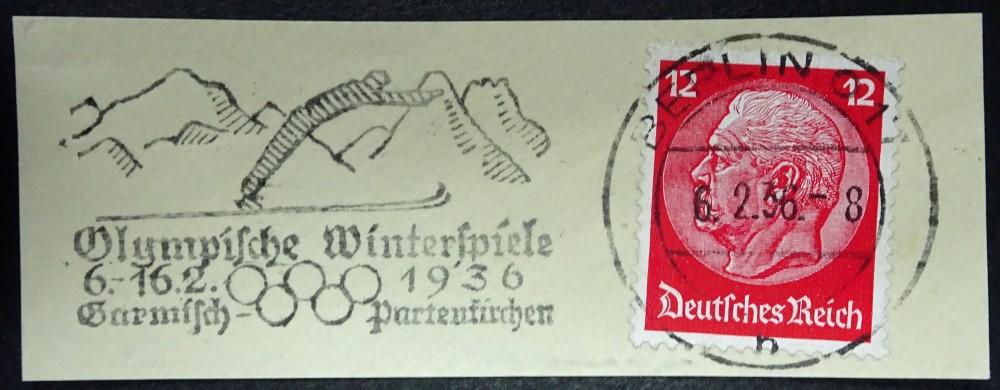 Olympische Winterspiele
6.-16.2. 1936
Garmisch-Partenkirchen
BERLIN C
12 12
6.2.36.-8
Deutsches Reich
h